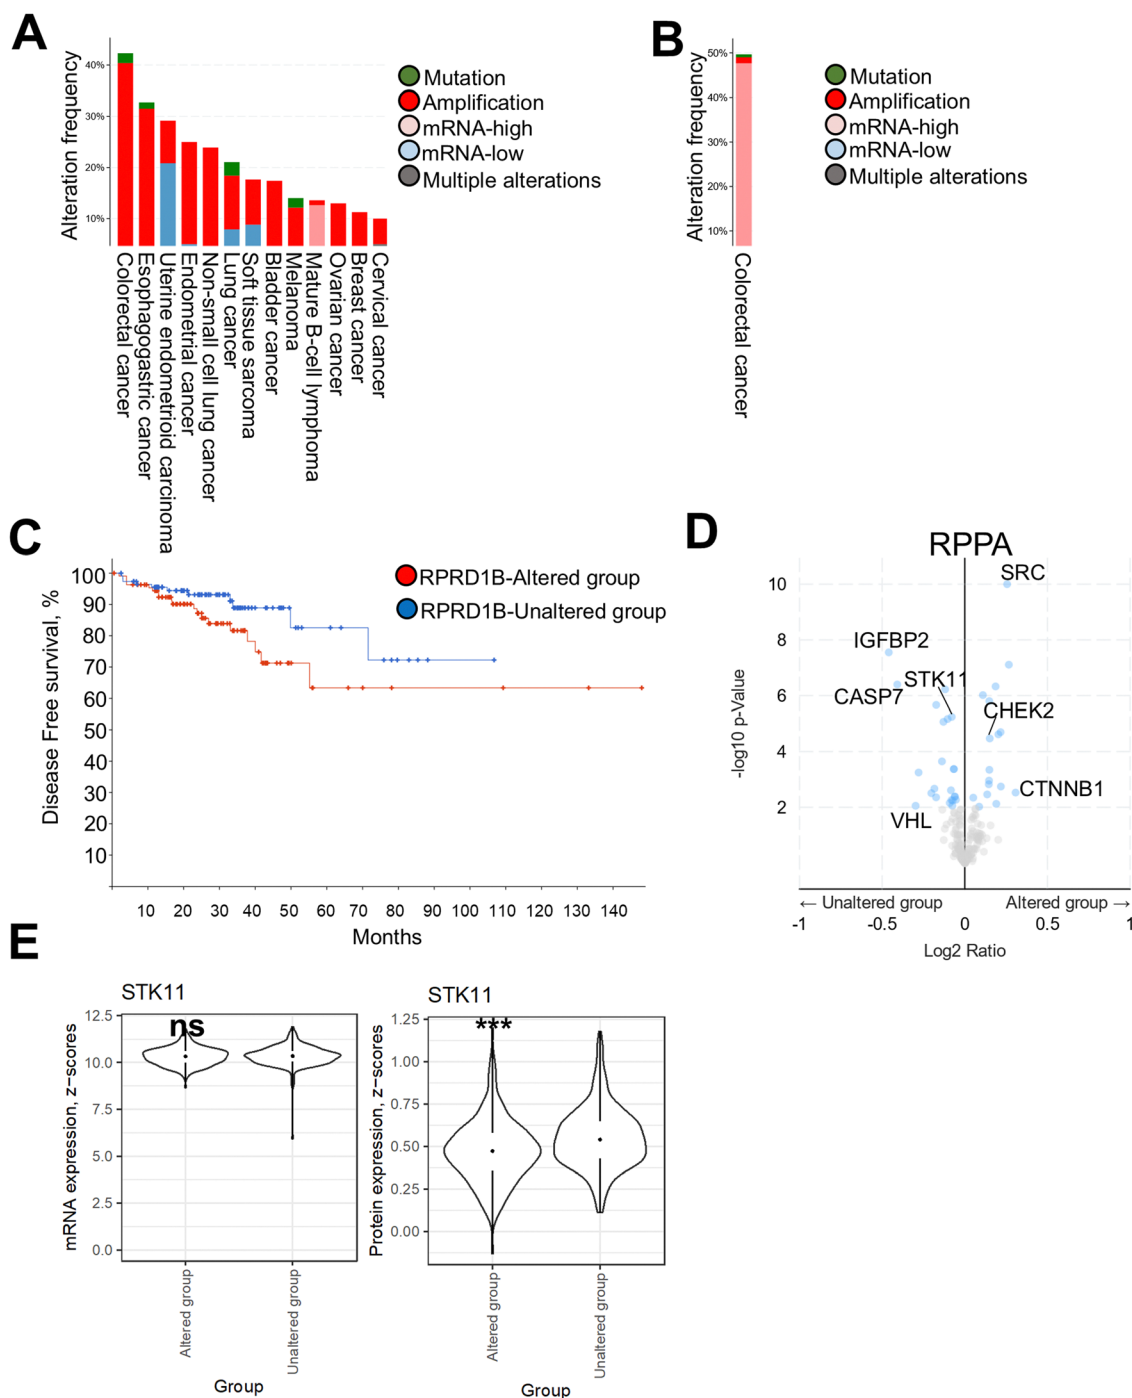 A
Alteration frequency
40%
30%
20%
10%
Mutation
Amplification
mRNA-high
mRNA-low
Multiple alterations
Colorectal cancer
Esophagogastric cancer
Uterine endometrioid carcinoma
Endometrial cancer
Non-small cell lung cancer
Lung cancer
Soft tissue sarcoma
Bladder cancer
Melanoma
Mature B-cell lymphoma
Ovarian cancer
Breast cancer
Cervical cancer
B
Alteration frequency
50%
40%
30%
20%
10%
Mutation
Amplification
mRNA-high
mRNA-low
Multiple alterations
Colorectal cancer
C
Disease Free survival, %
100
90
80
70
60
50
40
30
20
10
RPRD1B-Altered group
RPRD1B-Unaltered group
10 20 30 40 50 60 70 80 90 100 110 120 130 140
Months
D
RPPA
-log10 p-Value
10
8
6
4
2
SRC
IGFBP2
STK11
CASP7
CHEK2
CTNNB1
VHL
← Unaltered group
Altered group →
-1 -0.5 0 0.5 1
Log2 Ratio
E
STK11
mRNA expression, z-scores
12.5
10.0
7.5
5.0
2.5
0.0
ns
Altered group
Unaltered group
Group
STK11
Protein expression, z-scores
1.25
1.00
0.75
0.50
0.25
0.00
***
Altered group
Unaltered group
Group